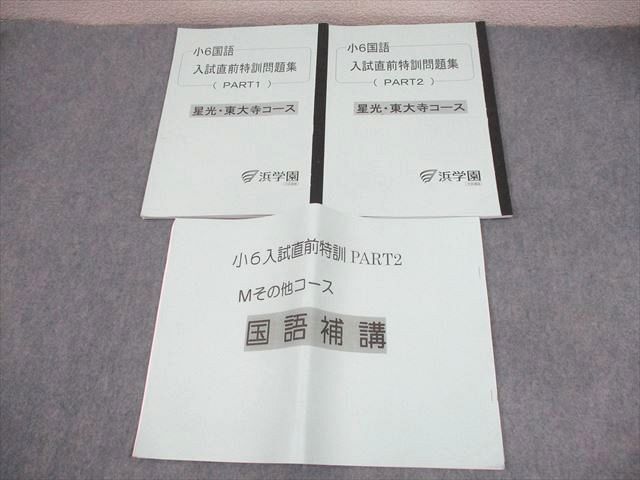 小6国語
入試直前特訓問題集
( PART1 )
星光・東大寺コース
浜学園
小6国語
入試直前特訓問題集
( PART2 )
星光・東大寺コース
浜学園
小6入試直前特訓 PART2
Mその他コース
国語補講